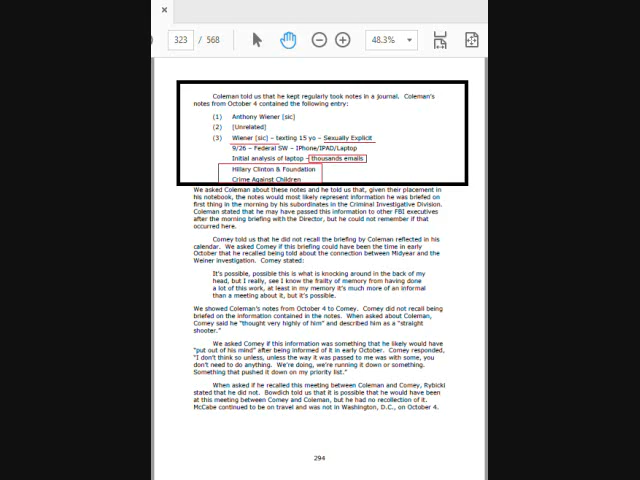 323 / 568
48.3%
Coleman told us that he kept regularly took notes in a journal. Coleman's
notes from October 4 contained the following entry:
(1) Anthony Wiener [sic]
(2) [Unrelated]
(3) Wiener [sic] – texting 15 yo – Sexually Explicit
9/26 – Federal SW – IPhone/IPAD/Laptop
Initial analysis of laptop – thousands emails
Hillary Clinton & Foundation
Crime Against Children
We asked Coleman about these notes and he told us that, given their placement in
his notebook, the notes would most likely represent information he was briefed on
first thing in the morning by his subordinates in the Criminal Investigative Division.
Coleman stated that he may have passed this information to other FBI executives
after the morning briefing with the Director, but he could not remember if that
occurred here.
Comey told us that he did not recall the briefing by Coleman reflected in his
calendar. We asked Comey if this briefing could have been the time in early
October that he recalled being told about the connection between Midyear and the
Weiner investigation. Comey stated:
It's possible, possible this is what is knocking around in the back of my
head, but I really, see I know the frailty of memory from having done
a lot of this work, at least in my memory it's much more of an informal
than a meeting about it, but it's possible.
We showed Coleman's notes from October 4 to Comey. Comey did not recall being
briefed on the information contained in the notes. When asked about Coleman,
Comey said he "thought very highly of him" and described him as a "straight
shooter."
We asked Comey if this information was something that he likely would have
"put out of his mind" after being informed of it in early October. Comey responded,
"I don't think so unless, unless the way it was passed to me was with some, you
don't need to do anything. We're doing, we're running it down or something.
Something that pushed it down on my priority list."
When asked if he recalled this meeting between Coleman and Comey, Rybicki
stated that he did not. Bowdich told us that it is possible that he would have been
at this meeting between Comey and Coleman, but he had no recollection of it.
McCabe continued to be on travel and was not in Washington, D.C., on October 4.
294